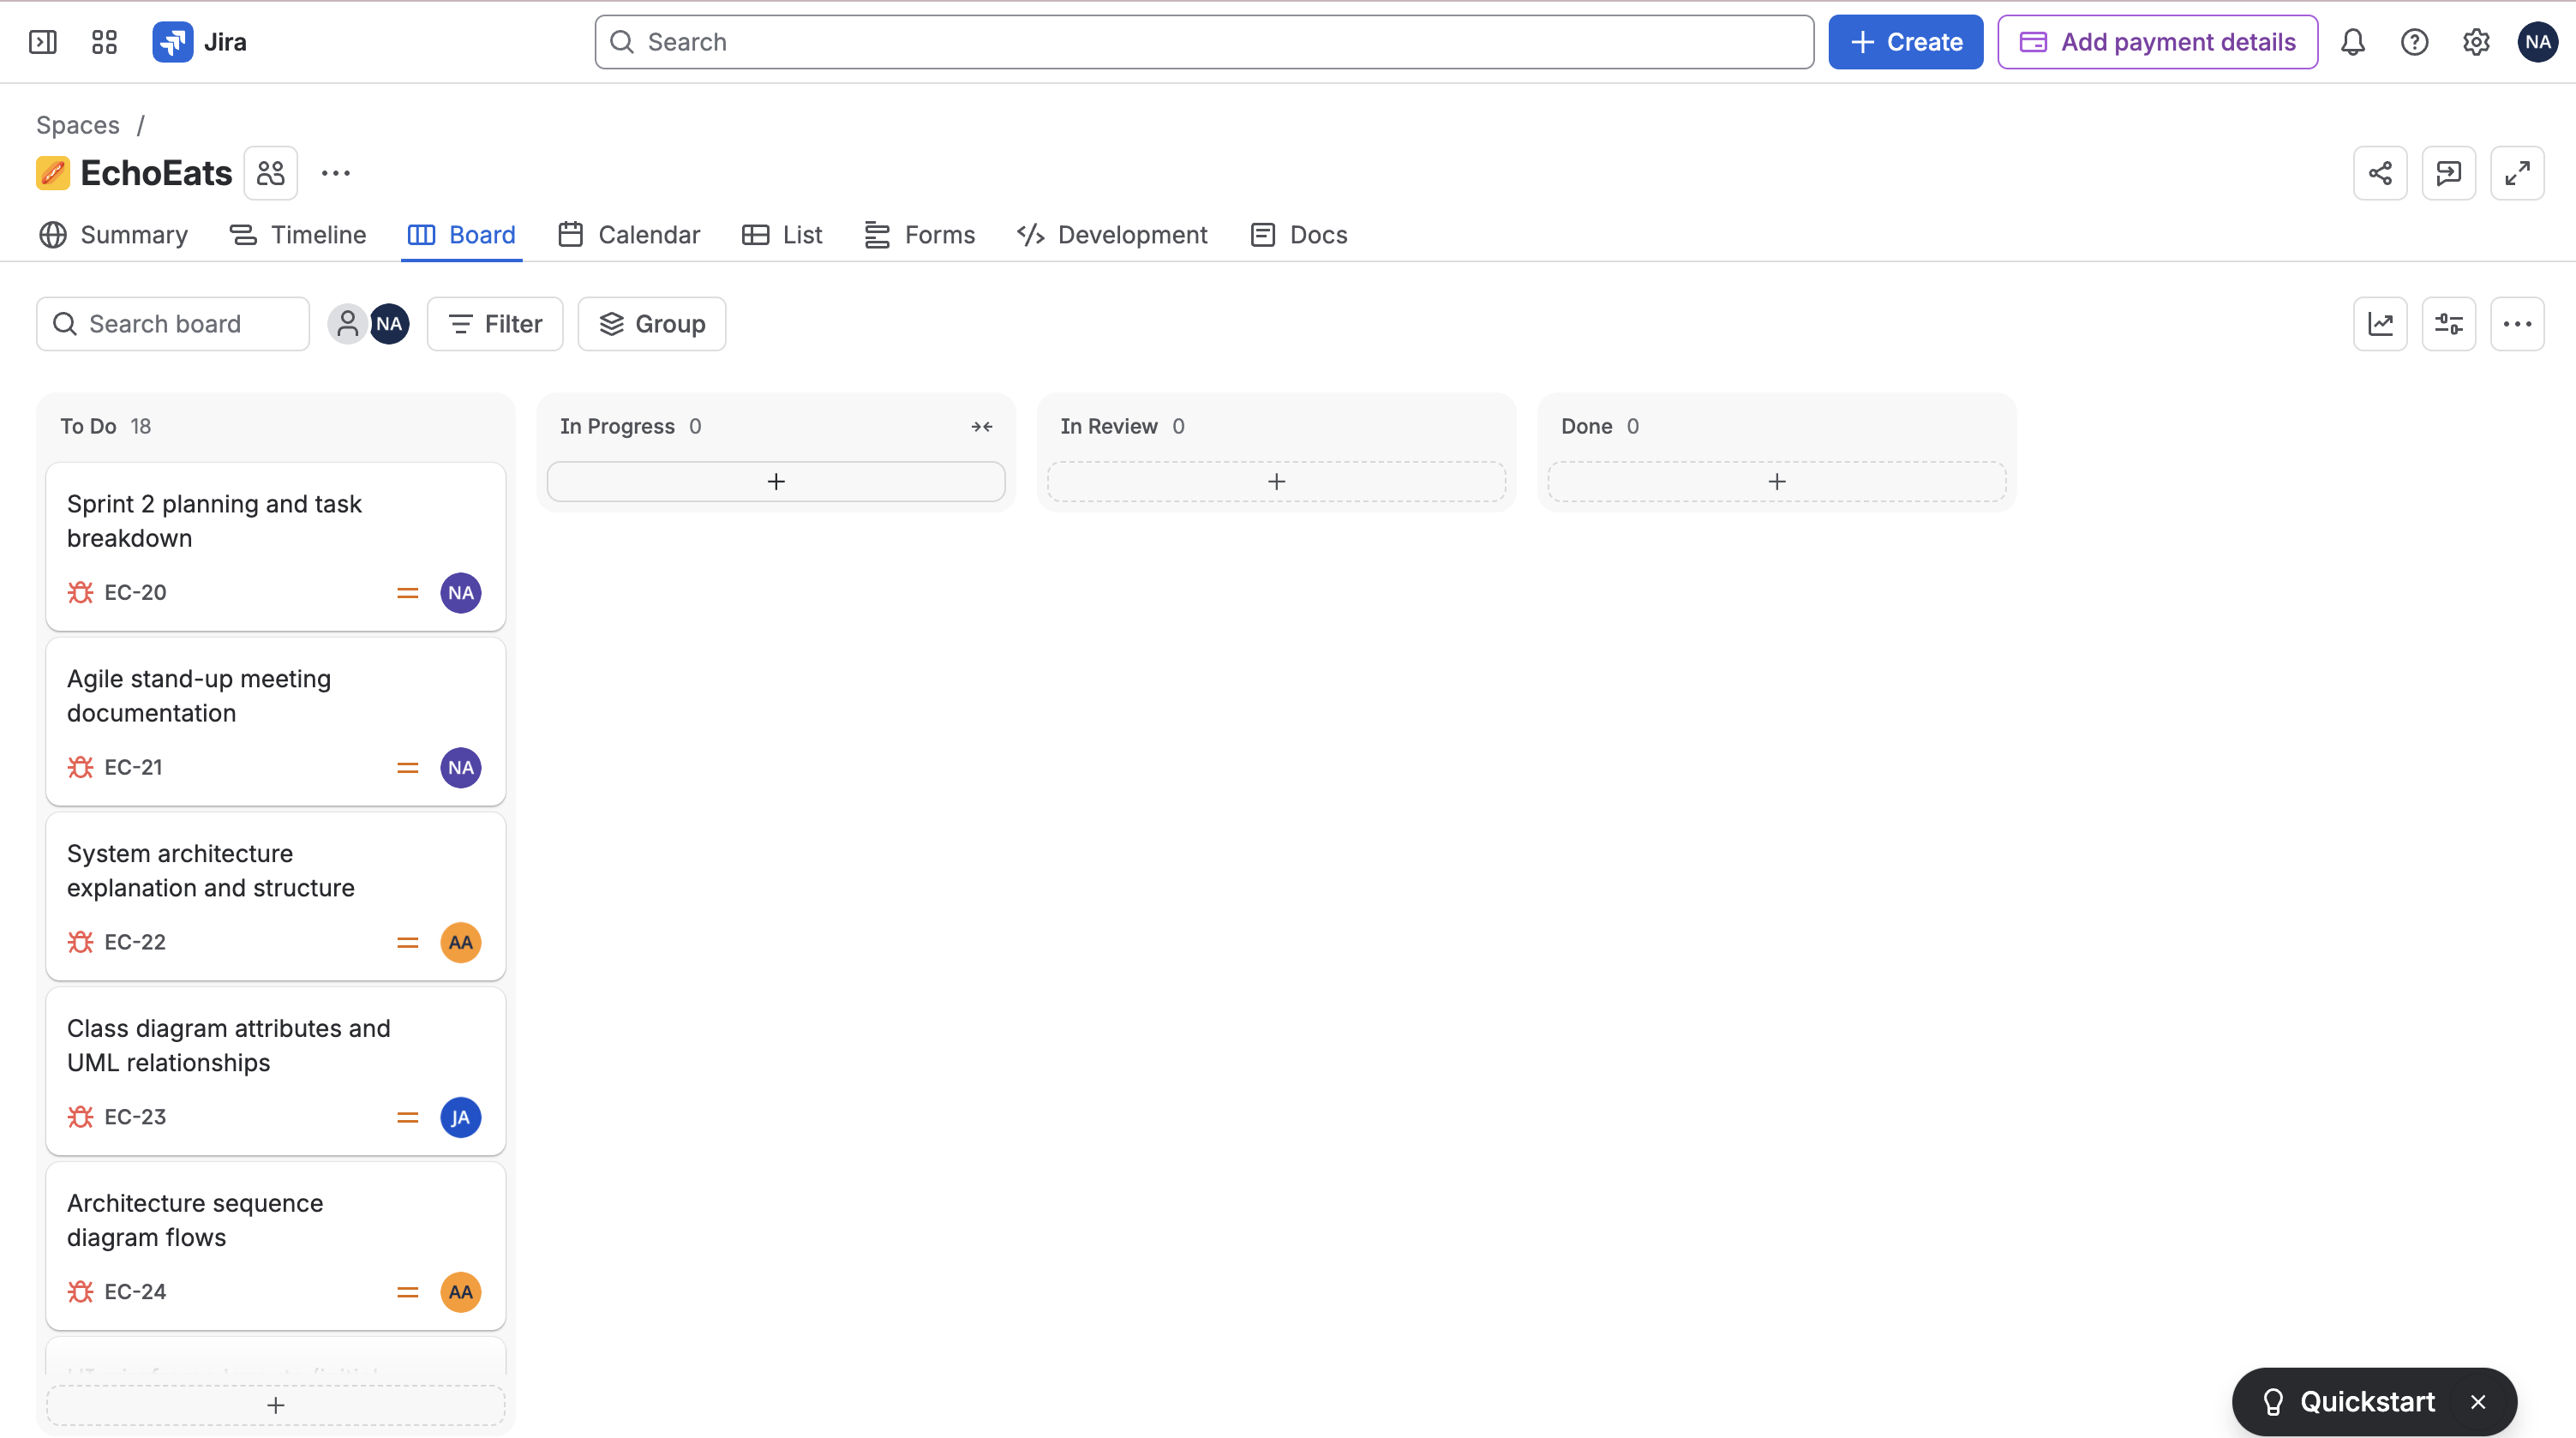 Jira
Search
Create
Add payment details
NA
Spaces /
EchoEats
Summary
Timeline
Board
Calendar
List
Forms
Development
Docs
Search board
NA
Filter
Group
To Do 18
In Progress 0
In Review 0
Done 0
Sprint 2 planning and task
breakdown
EC-20
NA
Agile stand-up meeting
documentation
EC-21
NA
System architecture
explanation and structure
EC-22
AA
Class diagram attributes and
UML relationships
EC-23
JA
Architecture sequence
diagram flows
EC-24
AA
Quickstart